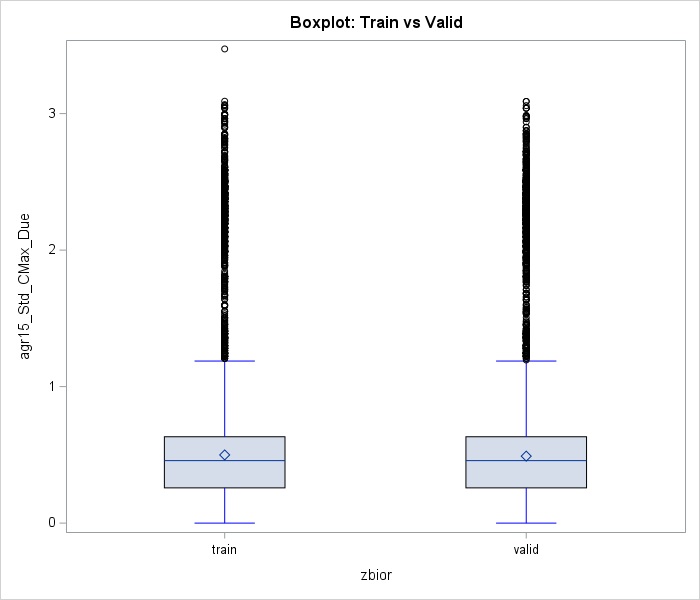 Boxplot: Train vs Valid
agr15_Std_CMax_Due
3
2
1
0
train valid
zbior